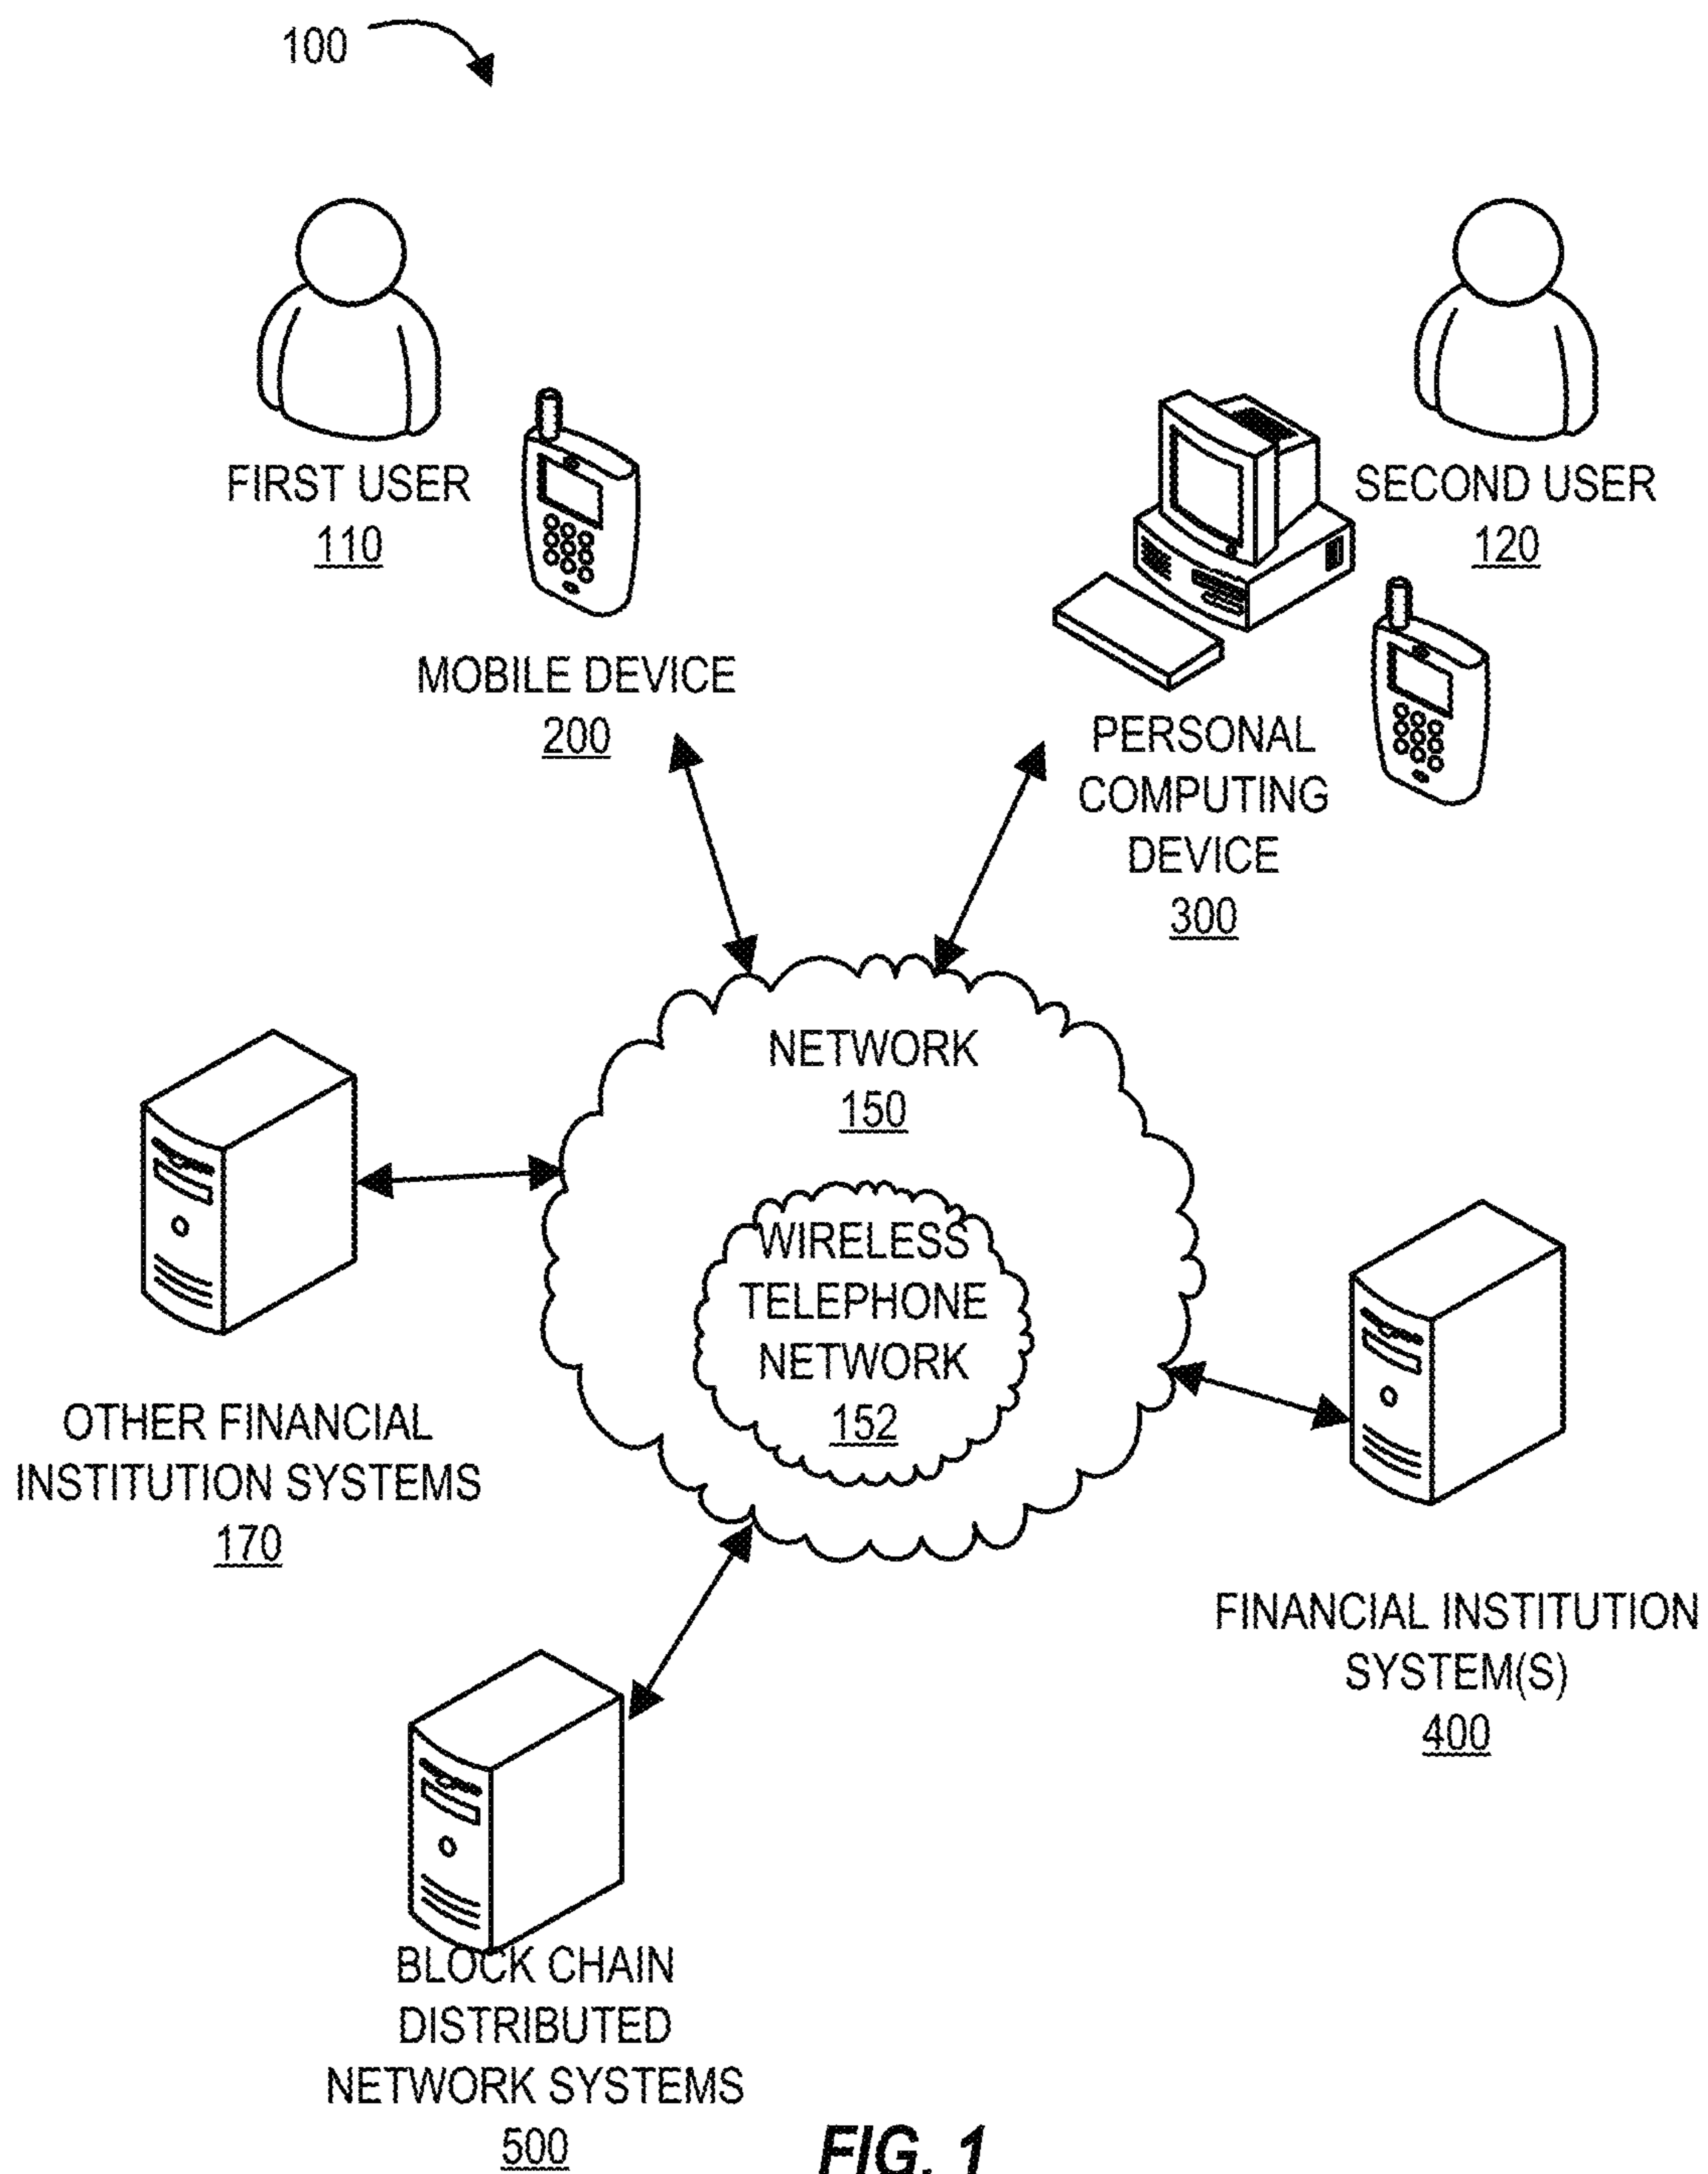 100
FIRST USER
110
MOBILE DEVICE
200
SECOND USER
120
PERSONAL
COMPUTING
DEVICE
300
NETWORK
150
WIRELESS
TELEPHONE
NETWORK
152
OTHER FINANCIAL
INSTITUTION SYSTEMS
170
FINANCIAL INSTITUTION
SYSTEM(S)
400
BLOCK CHAIN
DISTRIBUTED
NETWORK SYSTEMS
500
FIG. 1